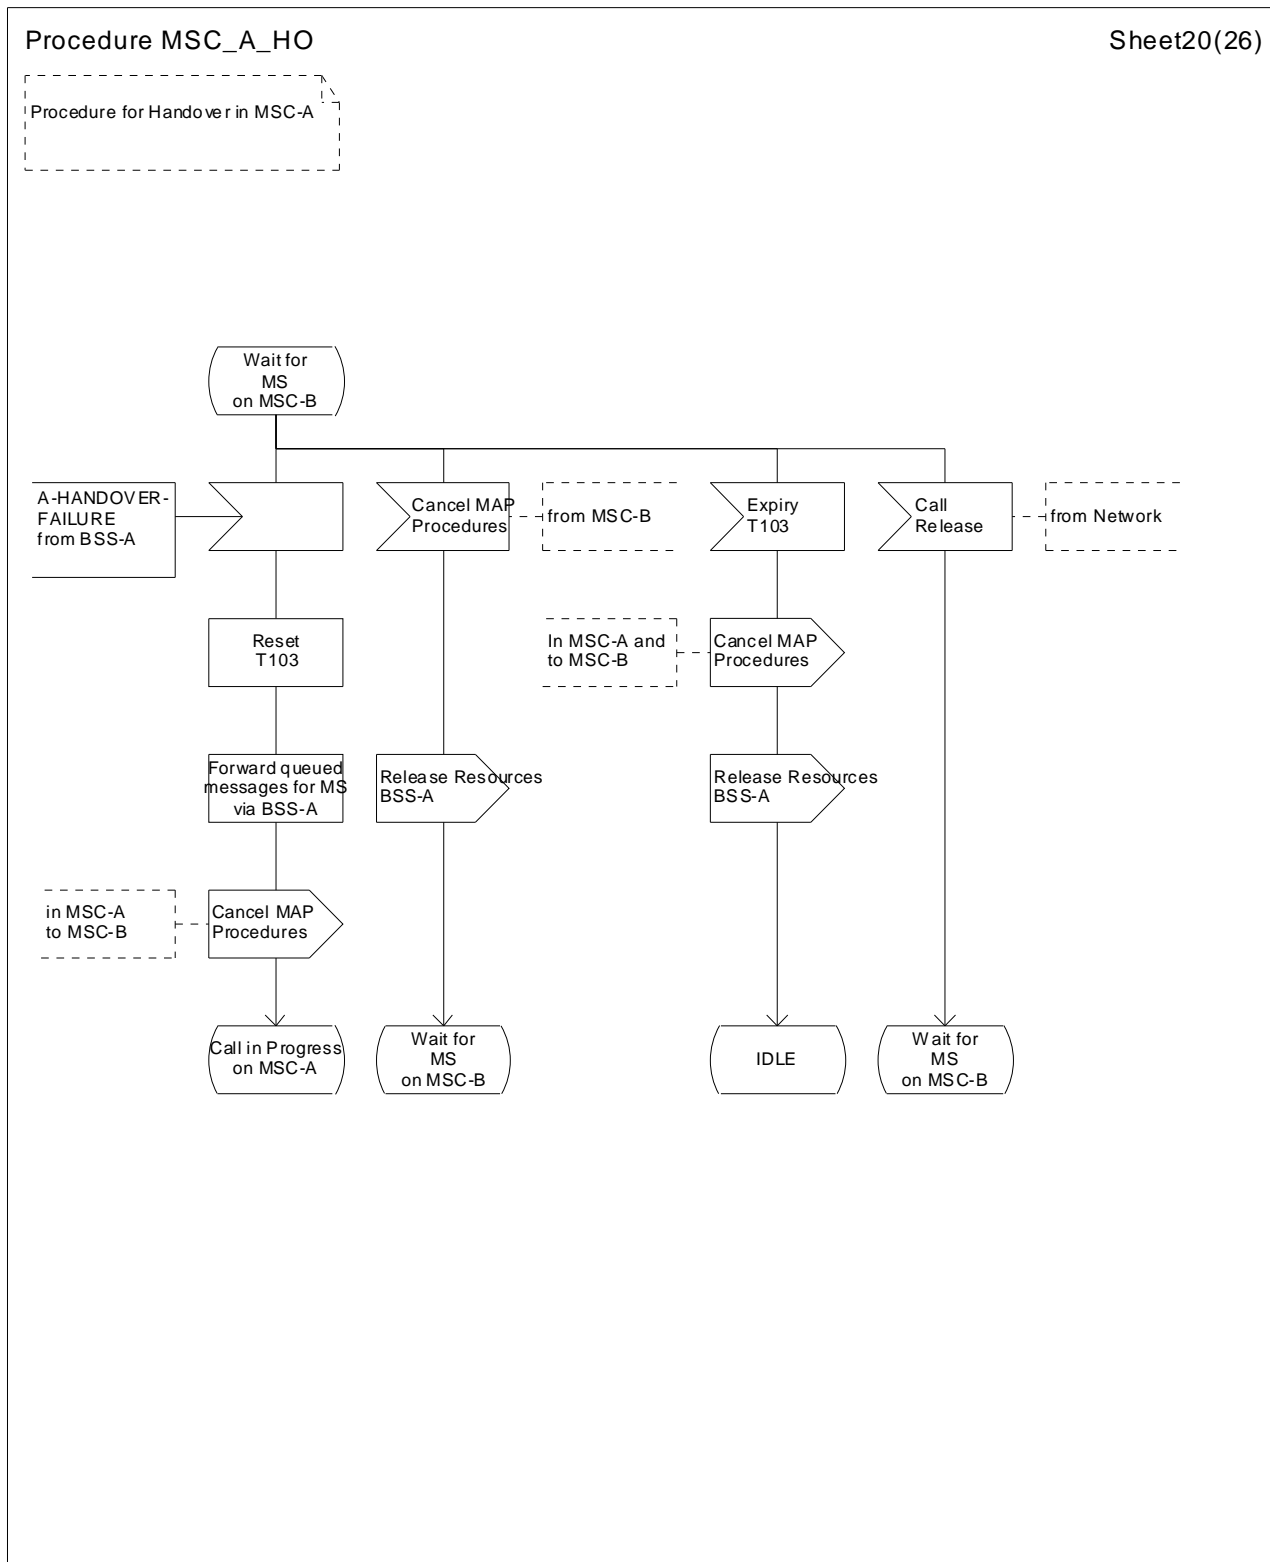 Procedure MSC_A_HO
Sheet20(26)
Procedure for Handover in MSC-A
Wait for
MS
on MSC-B
A-HANDOVER-
FAILURE
from BSS-A
Cancel MAP
Procedures
from MSC-B
Expiry
T103
Call
Release
from Network
Reset
T103
In MSC-A and
to MSC-B
Cancel MAP
Procedures
Forward queued
messages for MS
via BSS-A
Release Resources
BSS-A
Release Resources
BSS-A
in MSC-A
to MSC-B
Cancel MAP
Procedures
Call in Progress
on MSC-A
Wait for
MS
on MSC-B
IDLE
Wait for
MS
on MSC-B